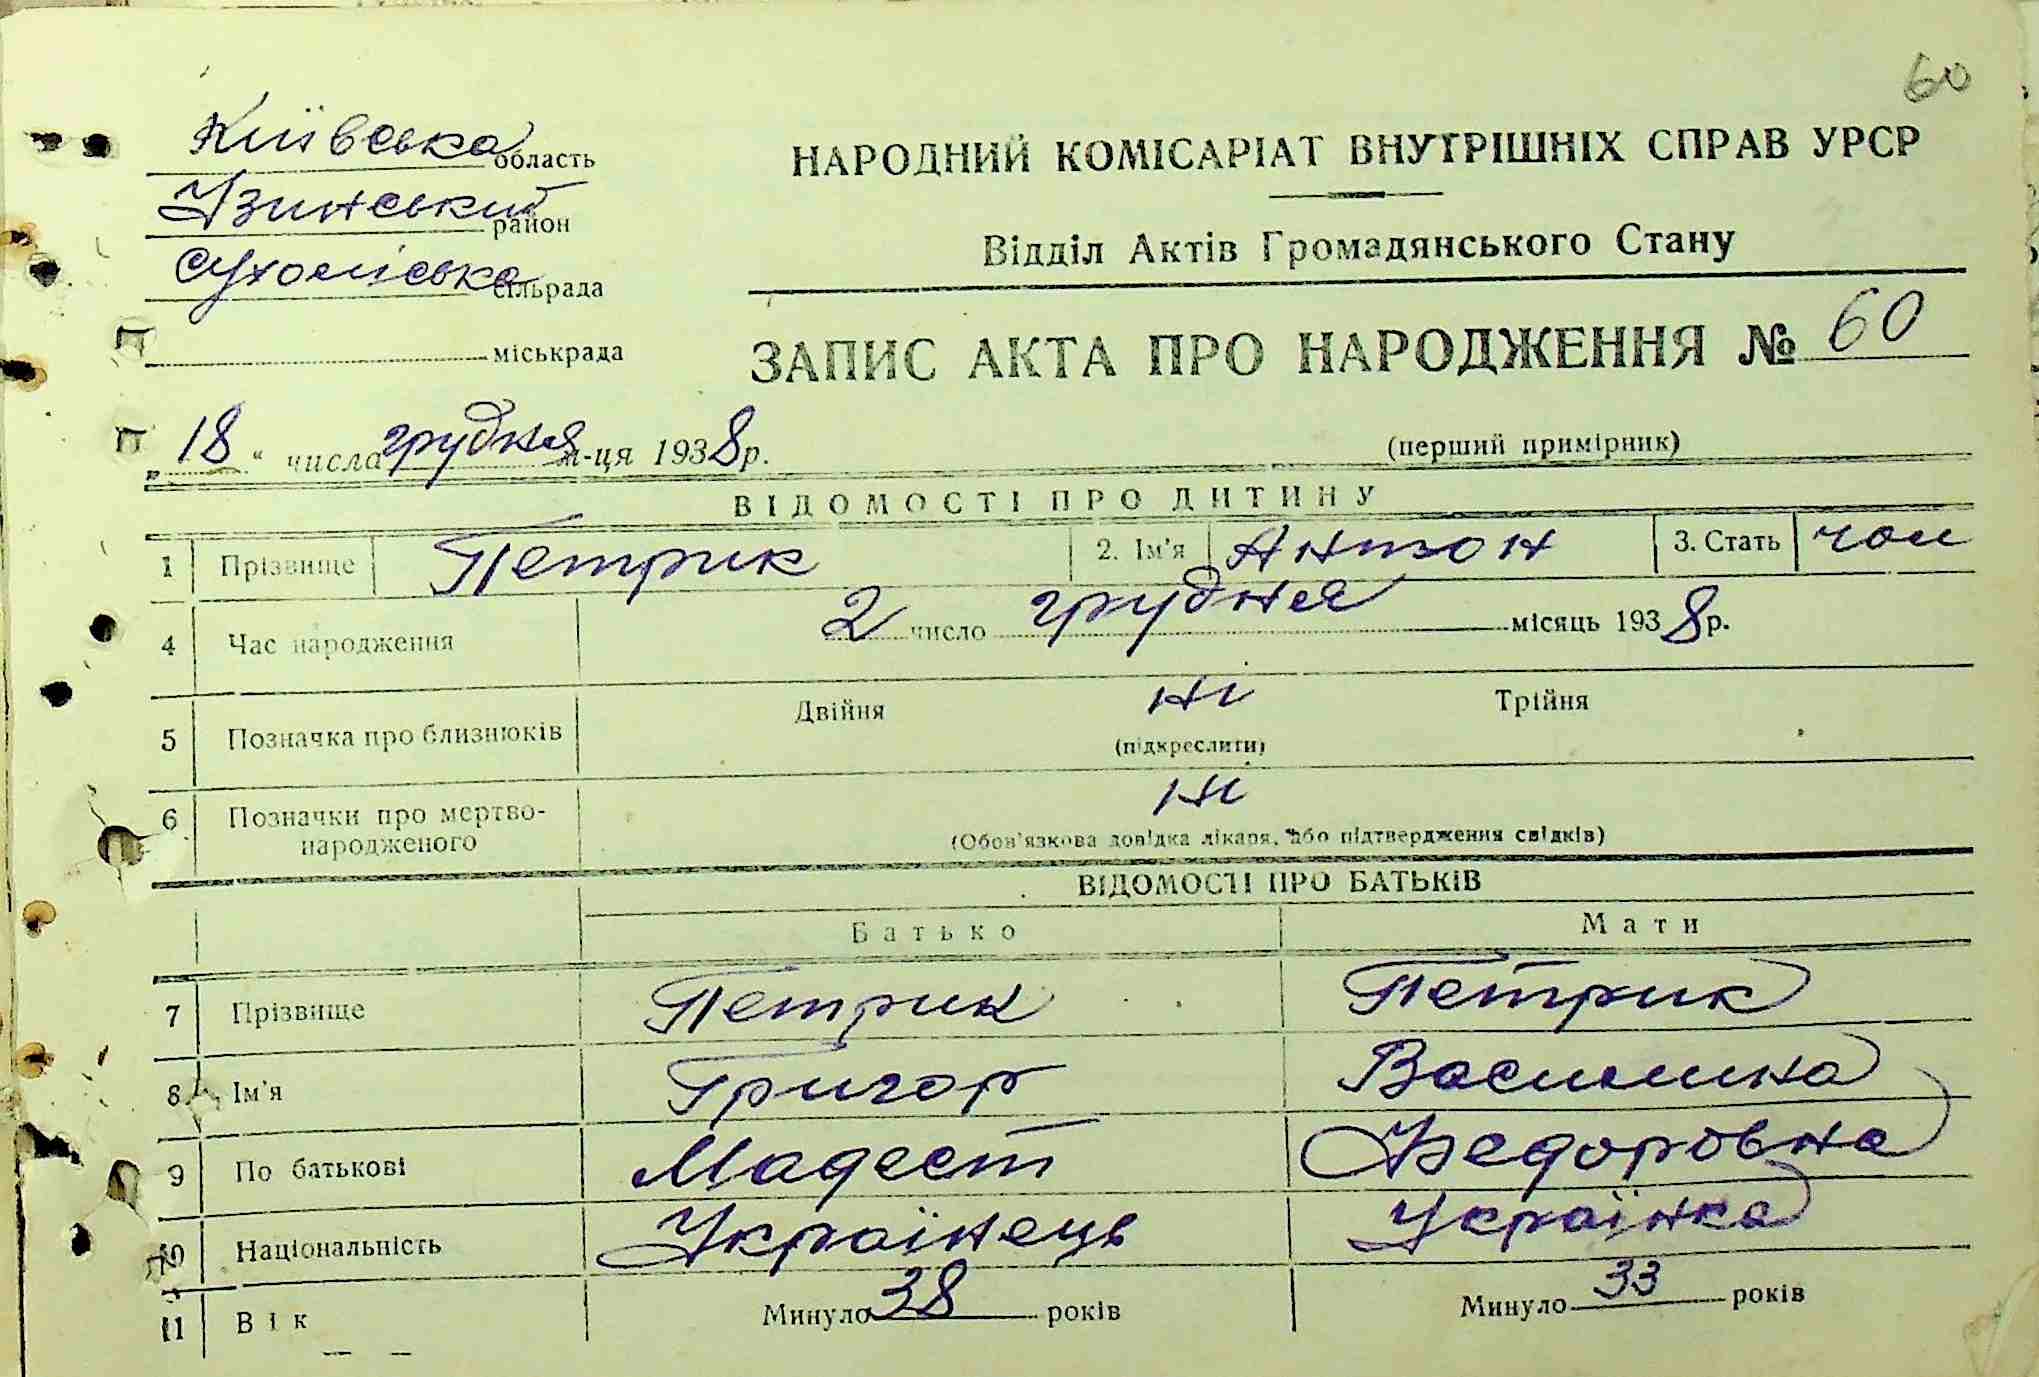 60
Київська область
Узинський район
Сухоліська сільрада
міськрада
НАРОДНИЙ КОМІСАРІАТ ВНУТРІШНІХ СПРАВ УРСР
Відділ Актів Громадянського Стану
ЗАПИС АКТА ПРО НАРОДЖЕННЯ № 60
„18“ числа грудня м-ця 1938 р.
(перший примірник)
ВІДОМОСТІ ПРО ДИТИНУ
1 Прізвище Петрик 2. Ім'я Антон 3. Стать чол
4 Час народження 2 число грудня місяць 1938 р.
5 Позначка про близнюків Двійня ні Трійня
(підкреслити)
6 Позначки про мертво-
народженого ні
(Обов'язкова довідка лікаря, або підтвердження свідків)
ВІДОМОСТІ ПРО БАТЬКІВ
Батько Мати
7 Прізвище Петрик Петрик
8 Ім'я Григор Василина
9 По батькові Мадест Федоровна
10 Національність Українець Українка
11 Вік Минуло 38 років Минуло 33 років